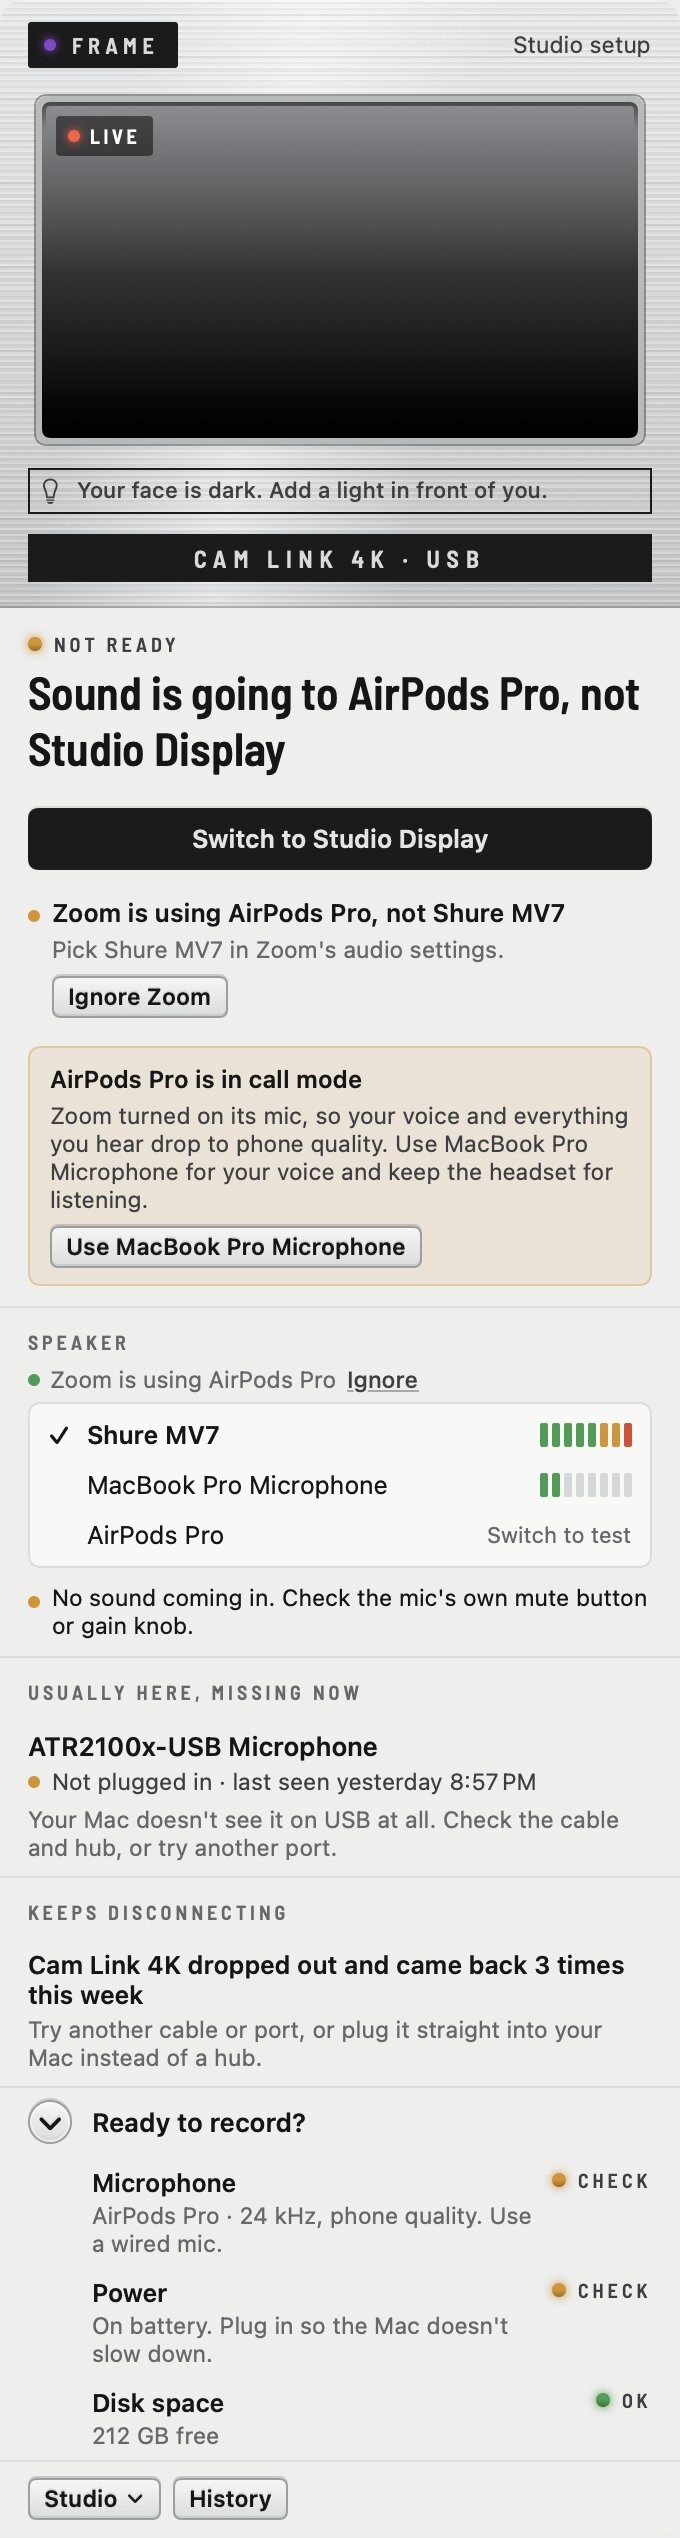 FRAME
Studio setup
LIVE
Your face is dark. Add a light in front of you.
CAM LINK 4K · USB
NOT READY
Sound is going to AirPods Pro, not
Studio Display
Switch to Studio Display
Zoom is using AirPods Pro, not Shure MV7
Pick Shure MV7 in Zoom's audio settings.
Ignore Zoom
AirPods Pro is in call mode
Zoom turned on its mic, so your voice and everything
you hear drop to phone quality. Use MacBook Pro
Microphone for your voice and keep the headset for
listening.
Use MacBook Pro Microphone
SPEAKER
Zoom is using AirPods Pro Ignore
Shure MV7
MacBook Pro Microphone
AirPods Pro Switch to test
No sound coming in. Check the mic's own mute button
or gain knob.
USUALLY HERE, MISSING NOW
ATR2100x-USB Microphone
Not plugged in · last seen yesterday 8:57 PM
Your Mac doesn't see it on USB at all. Check the cable
and hub, or try another port.
KEEPS DISCONNECTING
Cam Link 4K dropped out and came back 3 times
this week
Try another cable or port, or plug it straight into your
Mac instead of a hub.
Ready to record?
Microphone CHECK
AirPods Pro · 24 kHz, phone quality. Use
a wired mic.
Power CHECK
On battery. Plug in so the Mac doesn't
slow down.
Disk space OK
212 GB free
Studio History